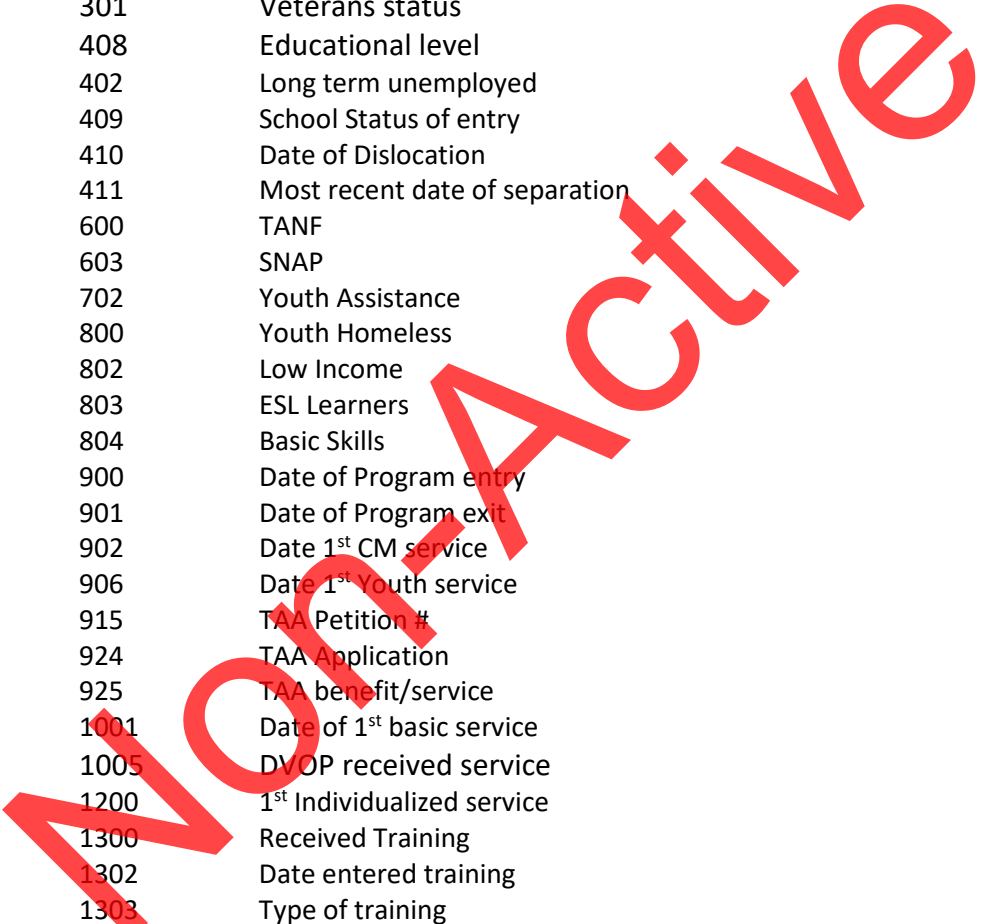 301 Veterans status
408 Educational level
402 Long term unemployed
409 School Status of entry
410 Date of Dislocation
411 Most recent date of separation
600 TANF
603 SNAP
702 Youth Assistance
800 Youth Homeless
802 Low Income
803 ESL Learners
804 Basic Skills
900 Date of Program entry
901 Date of Program exit
902 Date 1st CM service
906 Date 1st Youth service
915 TAA Petition #
924 TAA Application
925 TAA benefit/service
1001 Date of 1st basic service
1005 DVOP received service
1200 1st Individualized service
1300 Received Training
1302 Date entered training
1303 Type of training
Non-Active